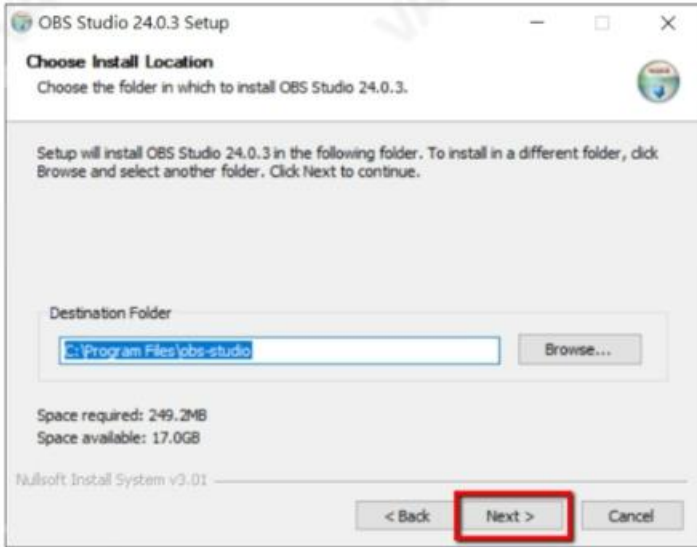 OBS Studio 24.0.3 Setup
Choose Install Location
Choose the folder in which to install OBS Studio 24.0.3.
Setup will install OBS Studio 24.0.3 in the following folder. To install in a different folder, click
Browse and select another folder. Click Next to continue.
Destination Folder
C:\Program Files\obs-studio
Browse...
Space required: 249.2MB
Space available: 17.0GB
Nullsoft Install System v3.01
< Back
Next >
Cancel